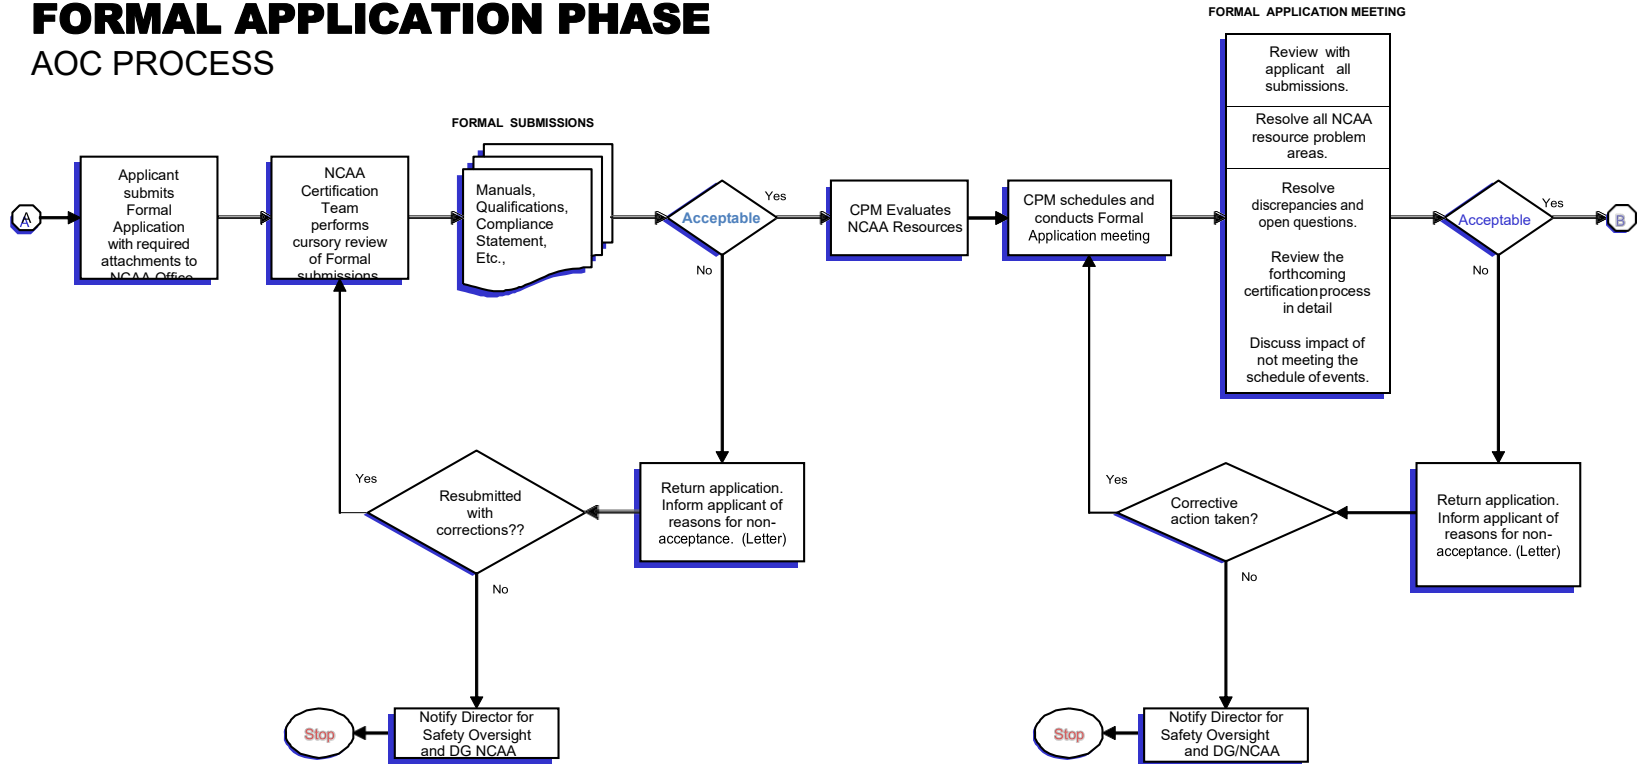 FORMAL APPLICATION PHASE
AOC PROCESS
A
Applicant
submits
Formal
Application
with required
attachments to
NCAA Office
NCAA
Certification
Team
performs
cursory review
of Formal
submissions
FORMAL SUBMISSIONS
Manuals,
Qualifications,
Compliance
Statement,
Etc.,
Acceptable
Yes
No
CPM Evaluates
NCAA Resources
CPM schedules and
conducts Formal
Application meeting
FORMAL APPLICATION MEETING
Review with
applicant all
submissions.
Resolve all NCAA
resource problem
areas.
Resolve
discrepancies and
open questions.
Review the
forthcoming
certification process
in detail
Discuss impact of
not meeting the
schedule of events.
Acceptable
Yes
No
B
Return application.
Inform applicant of
reasons for non-
acceptance. (Letter)
Resubmitted
with
corrections??
Yes
No
Notify Director for
Safety Oversight
and DG NCAA
Stop
Return application.
Inform applicant of
reasons for non-
acceptance. (Letter)
Corrective
action taken?
Yes
No
Notify Director for
Safety Oversight
and DG/NCAA
Stop